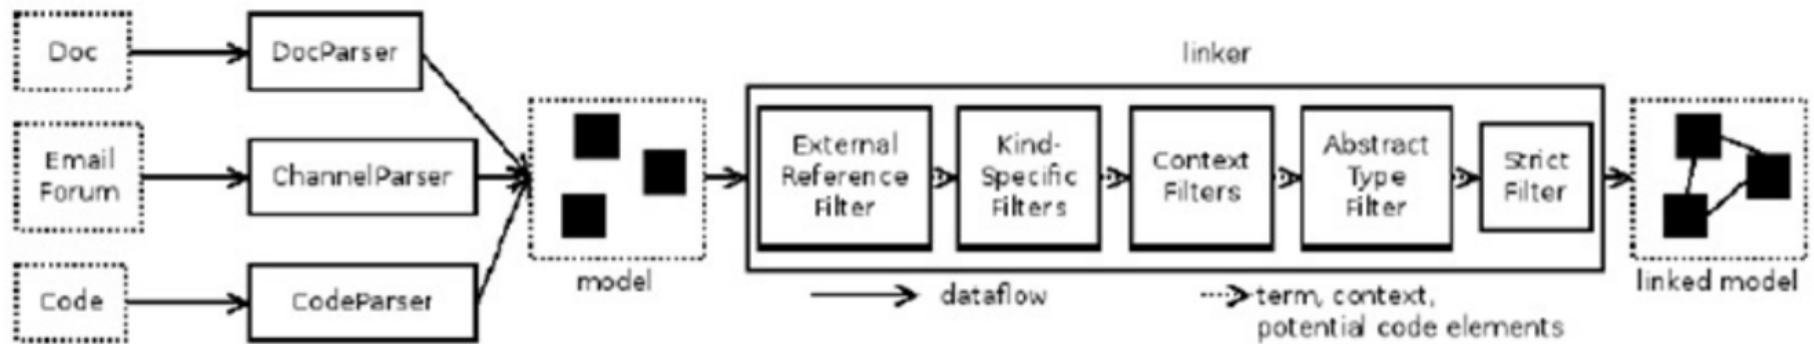 Doc
DocParser
Email
Forum
ChannelParser
Code
CodeParser
model
linker
External
Reference
Filter
Kind-
Specific
Filters
Context
Filters
Abstract
Type
Filter
Strict
Filter
linked model
dataflow
term, context,
potential code elements